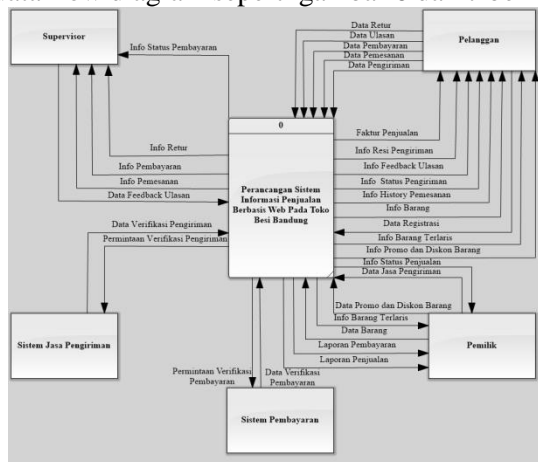 Supervisor
Pelanggan
Data Retur
Data Ulasan
Data Pembayaran
Data Pemesanan
Data Pengiriman
Info Status Pembayaran
0
Perancangan Sistem
Informasi Penjualan
Berbasis Web Pada Toko
Besi Bandung
Info Retur
Info Pembayaran
Info Pemesanan
Data Feedback Ulasan
Faktur Penjualan
Info Resi Pengiriman
Info Feedback Ulasan
Info Status Pengiriman
Info History Pemesanan
Info Barang
Data Registrasi
Info Barang Terlaris
Info Promo dan Diskon Barang
Info Status Penjualan
Data Jasa Pengiriman
Data Verifikasi Pengiriman
Permintaan Verifikasi Pengiriman
Data Promo dan Diskon Barang
Info Barang Terlaris
Data Barang
Laporan Pembayaran
Laporan Penjualan
Sistem Jasa Pengiriman
Pemilik
Permintaan Verifikasi
Pembayaran
Data Verifikasi
Pembayaran
Sistem Pembayaran